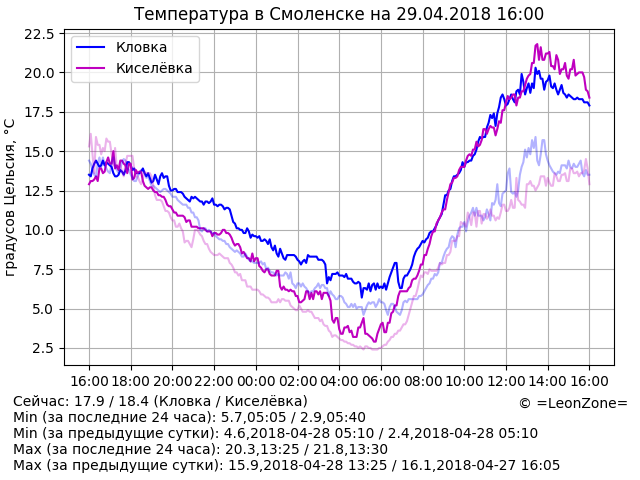 Температура в Смоленске на 29.04.2018 16:00
градусов Цельсия, °C
22.5
20.0
17.5
15.0
12.5
10.0
7.5
5.0
2.5
Кловка
Киселёвка
16:00 18:00 20:00 22:00 00:00 02:00 04:00 06:00 08:00 10:00 12:00 14:00 16:00
Сейчас: 17.9 / 18.4 (Кловка / Киселёвка)
© =LeonZone=
Min (за последние 24 часа): 5.7,05:05 / 2.9,05:40
Min (за предыдущие сутки): 4.6,2018-04-28 05:10 / 2.4,2018-04-28 05:10
Max (за последние 24 часа): 20.3,13:25 / 21.8,13:30
Max (за предыдущие сутки): 15.9,2018-04-28 13:25 / 16.1,2018-04-27 16:05